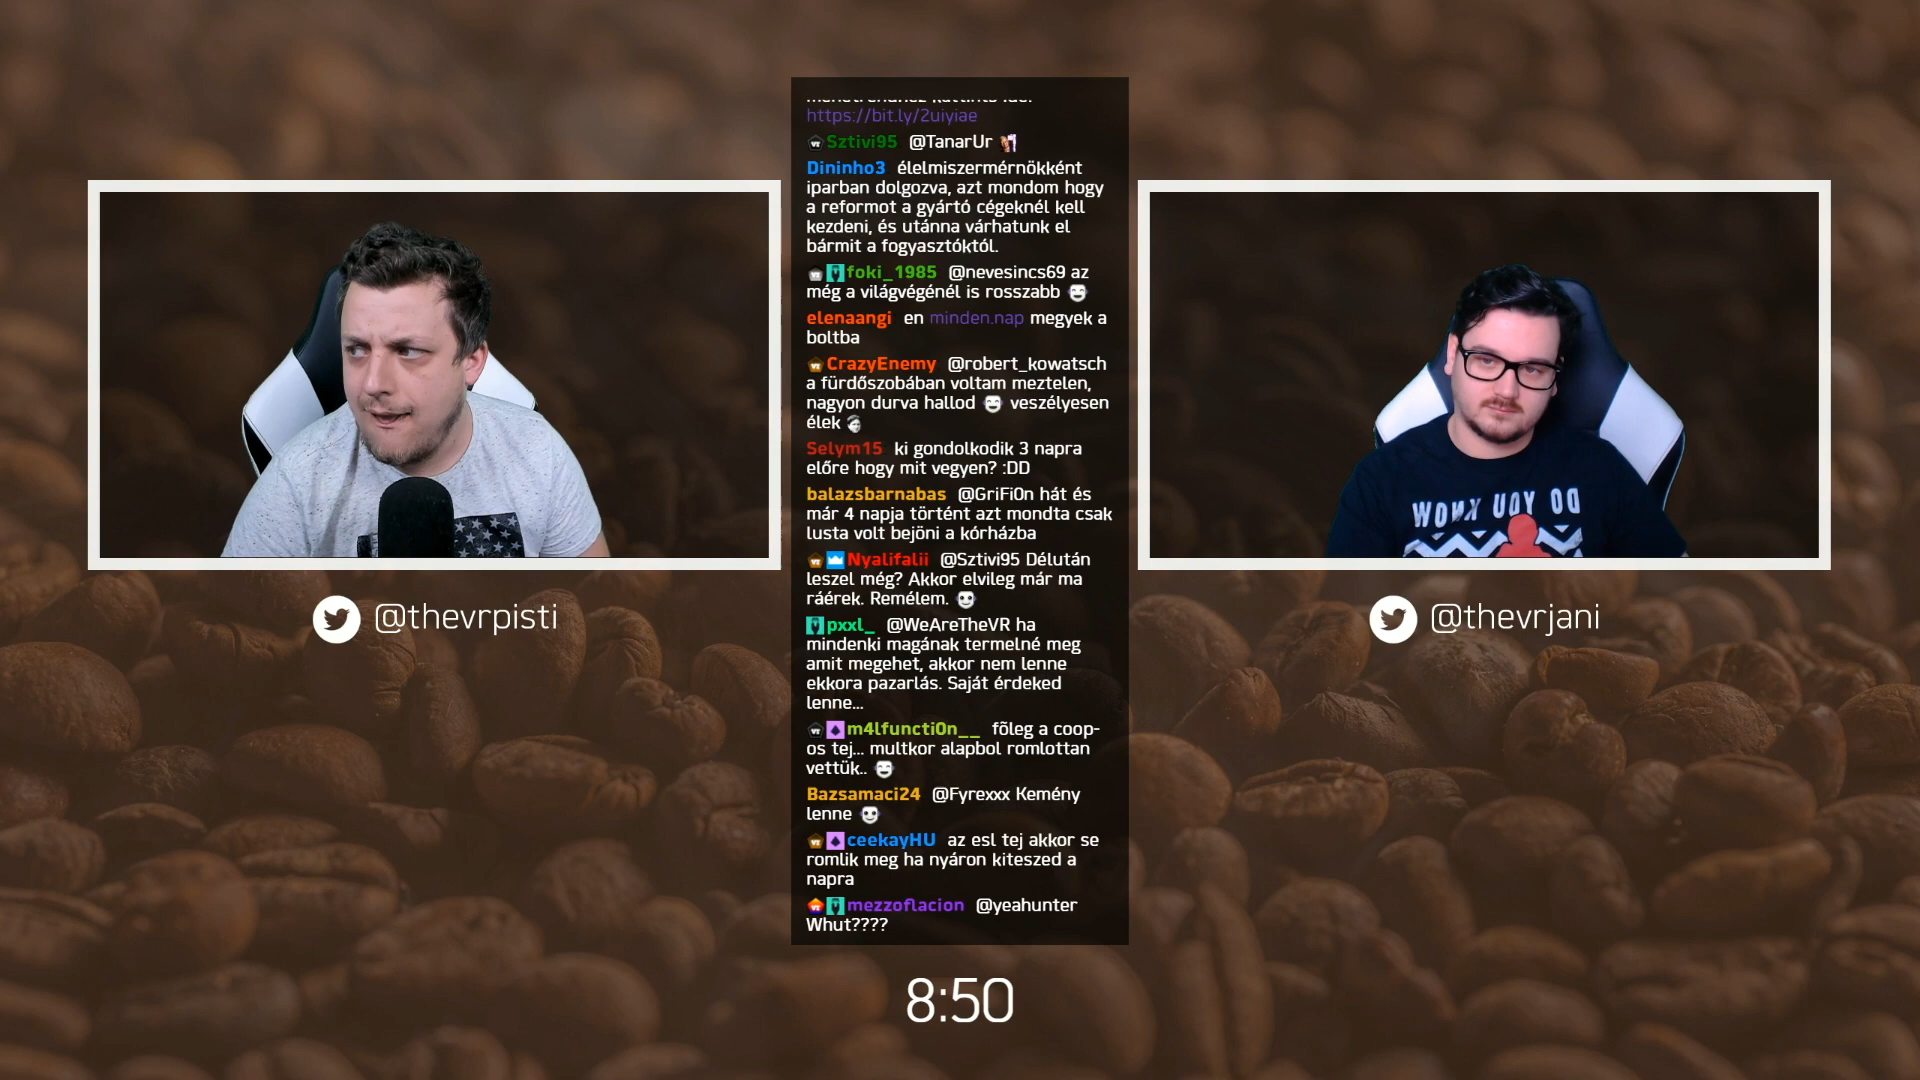 https://bit.ly/2uiyiae
Sztivi95 @TanarUr
Dininho3 élelmiszermérnökként
iparban dolgozva, azt mondom hogy
a reformot a gyártó cégeknél kell
kezdeni, és utánna várhatunk el
bármit a fogyasztóktól.
foki_1985 @nevesincs69 az
még a világvégénél is rosszabb
elenaangi en minden.nap megyek a
boltba
CrazyEnemy @robert_kowatsch
a fürdőszobában voltam meztelen,
nagyon durva hallod veszélyesen
élek
Selym15 ki gondolkodik 3 napra
előre hogy mit vegyen? :DD
balazsbarnabas @GriFi0n hát és
már 4 napja történt azt mondta csak
lusta volt bejöni a kórházba
Nyalifalii @Sztivi95 Délután
leszel még? Akkor elvileg már ma
ráérek. Remélem.
pxxl_ @WeAreTheVR ha
mindenki magának termelné meg
amit megehet, akkor nem lenne
ekkora pazarlás. Saját érdeked
lenne...
m4lfuncti0n__ főleg a coop-
os tej... multkor alapbol romlottan
vettük..
Bazsamaci24 @Fyrexxx Kemény
lenne
ceekayHU az esl tej akkor se
romlik meg ha nyáron kiteszed a
napra
mezzoflacion @yeahunter
Whut????
@thevrpisti
DO YOU KNOW
@thevrjani
8:50